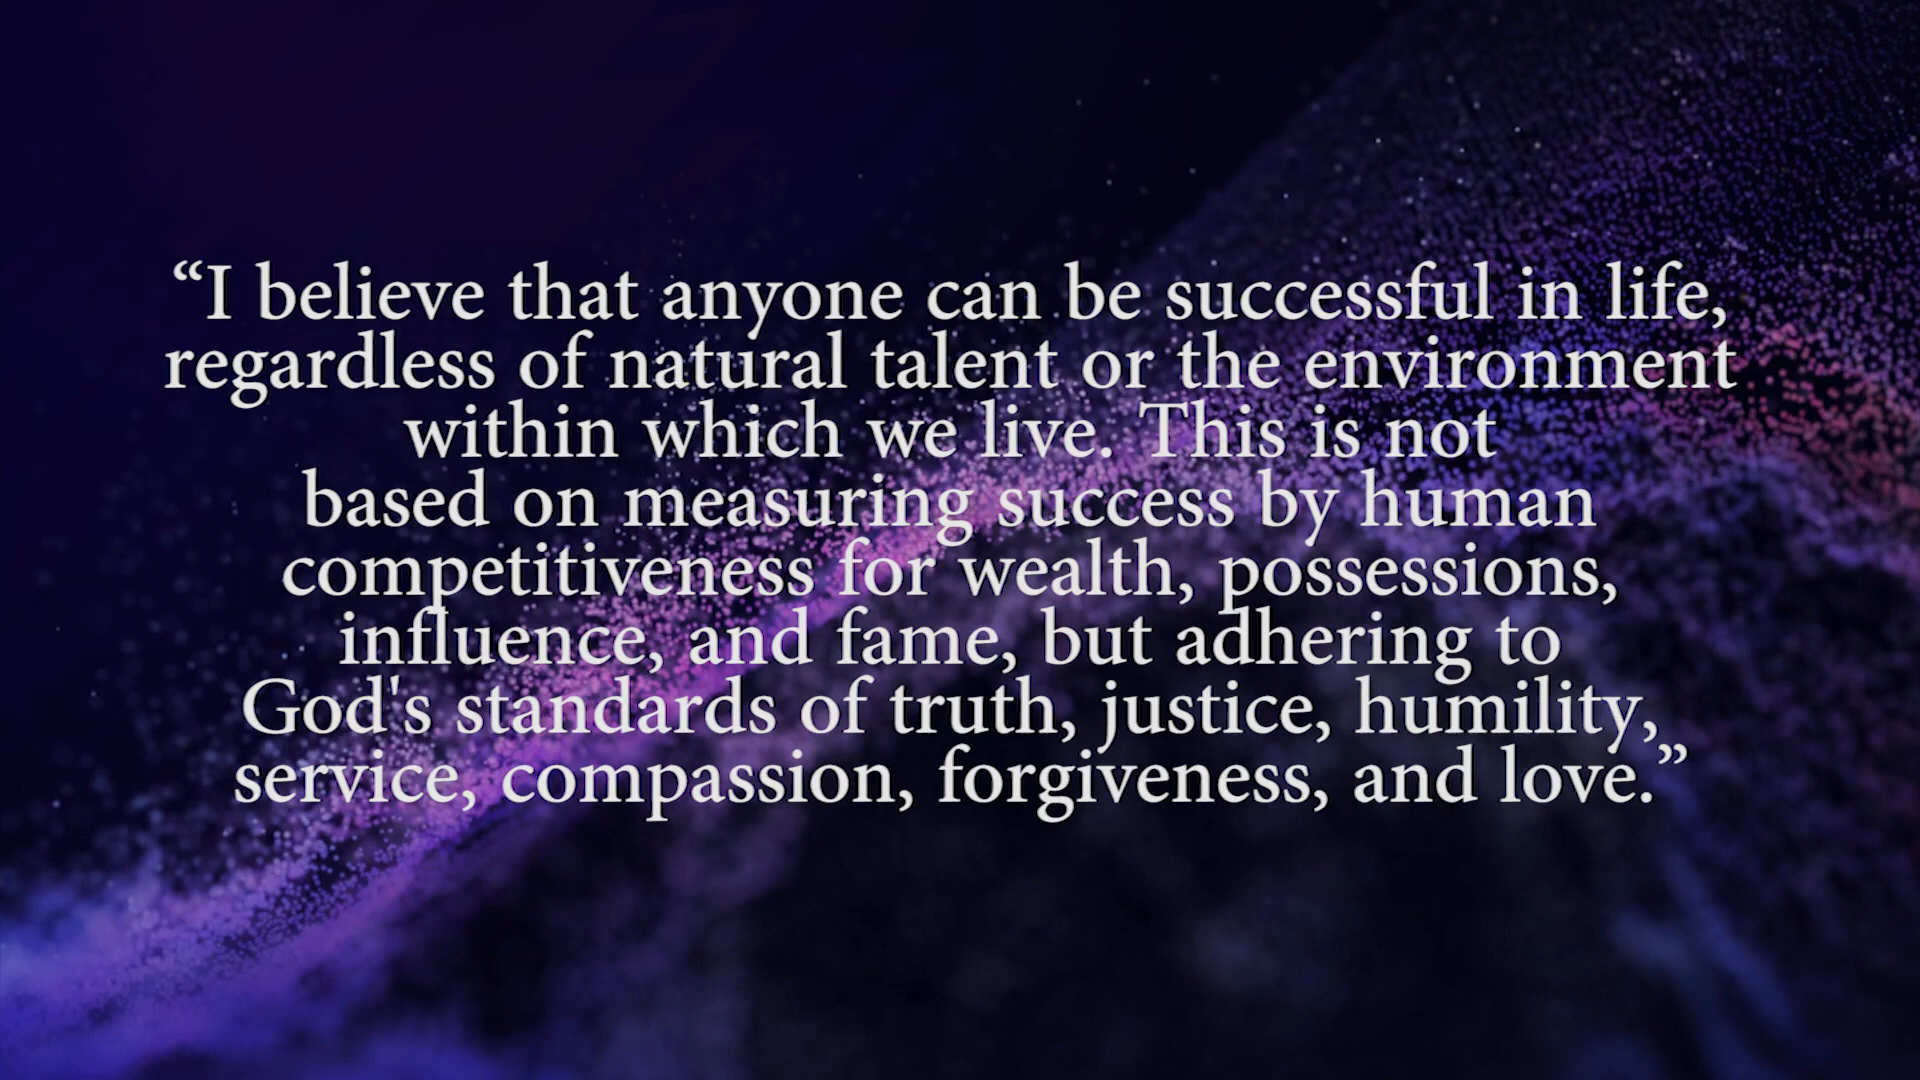 “I believe that anyone can be successful in life,
regardless of natural talent or the environment
within which we live. This is not
based on measuring success by human
competitiveness for wealth, possessions,
influence, and fame, but adhering to
God's standards of truth, justice, humility,
service, compassion, forgiveness, and love.”